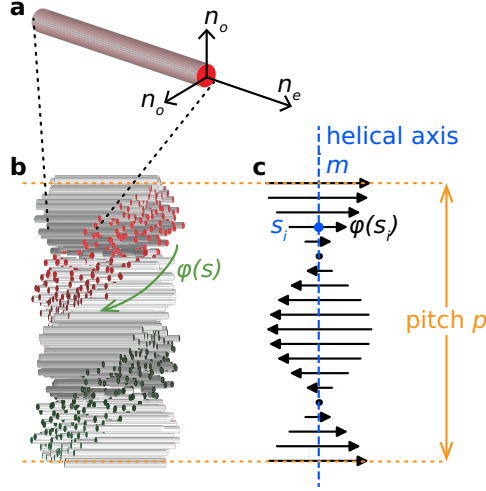 a
n_o
n_o
n_e
helical axis
m
b
c
s_i
φ(s_i)
φ(s)
pitch p